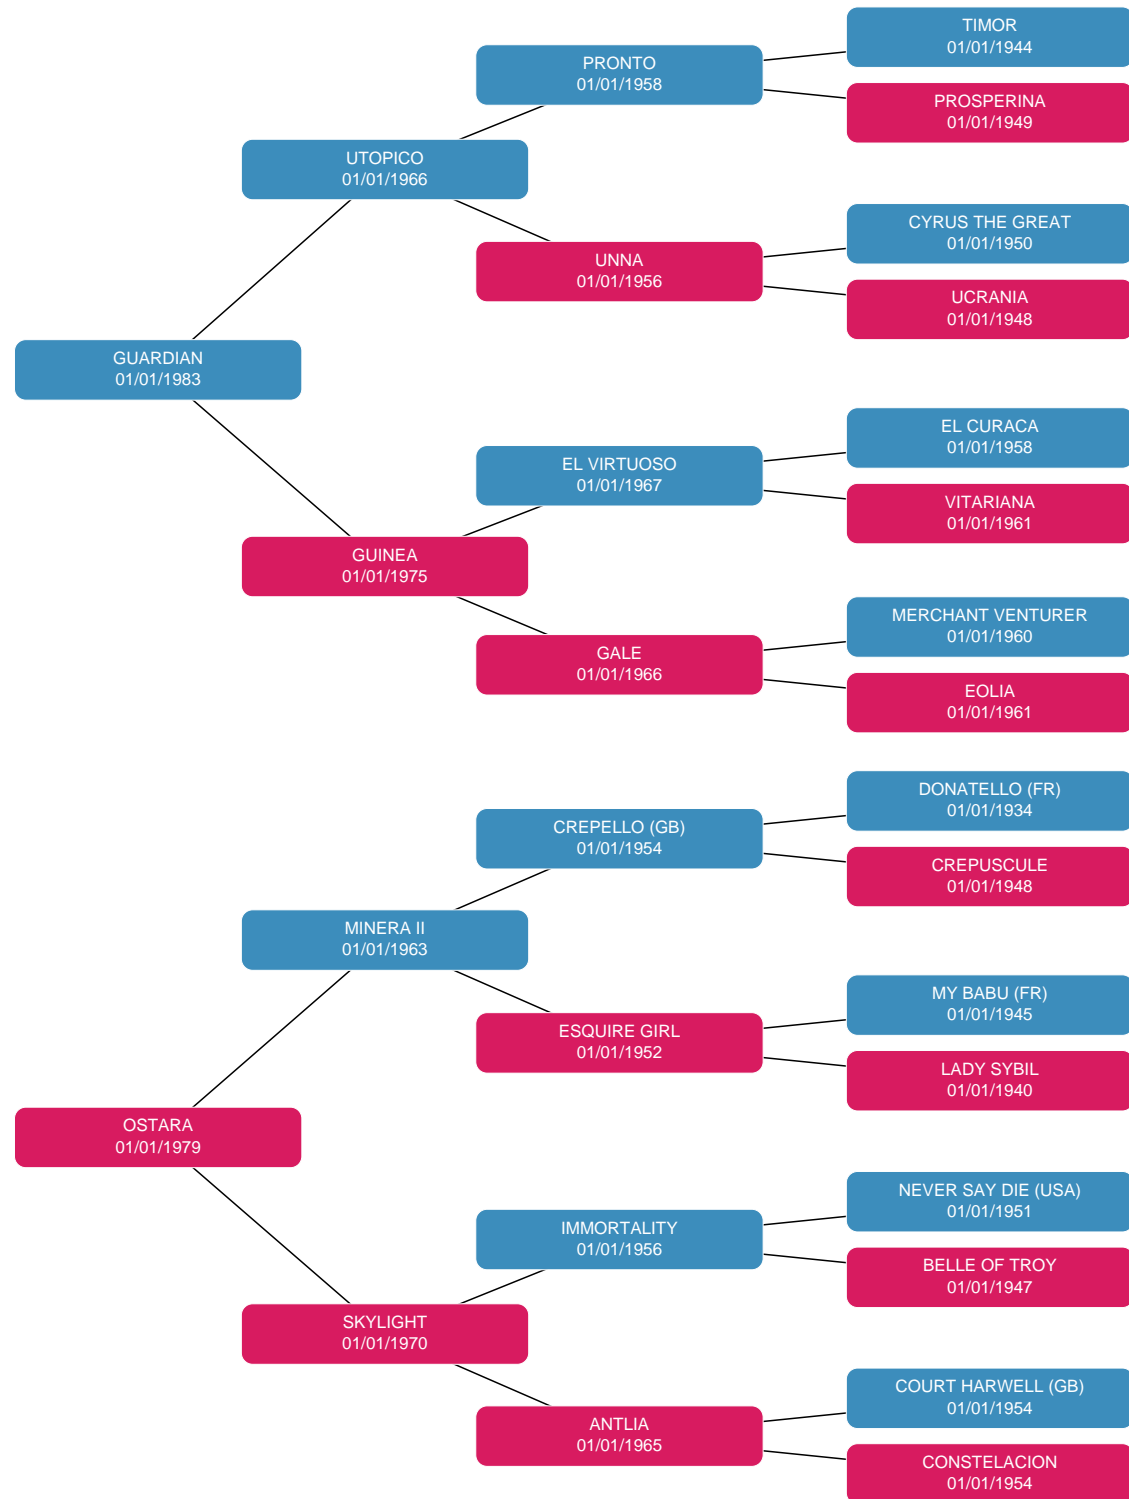 TIMOR
01/01/1944
PRONTO
01/01/1958
PROSPERINA
01/01/1949
UTOPICO
01/01/1966
CYRUS THE GREAT
01/01/1950
UNNA
01/01/1956
UCRANIA
01/01/1948
GUARDIAN
01/01/1983
EL CURACA
01/01/1958
EL VIRTUOSO
01/01/1967
VITARIANA
01/01/1961
GUINEA
01/01/1975
MERCHANT VENTURER
01/01/1960
GALE
01/01/1966
EOLIA
01/01/1961
DONATELLO (FR)
01/01/1934
CREPELLO (GB)
01/01/1954
CREPUSCULE
01/01/1948
MINERA II
01/01/1963
MY BABU (FR)
01/01/1945
ESQUIRE GIRL
01/01/1952
LADY SYBIL
01/01/1940
OSTARA
01/01/1979
NEVER SAY DIE (USA)
01/01/1951
IMMORTALITY
01/01/1956
BELLE OF TROY
01/01/1947
SKYLIGHT
01/01/1970
COURT HARWELL (GB)
01/01/1954
ANTLIA
01/01/1965
CONSTELACION
01/01/1954